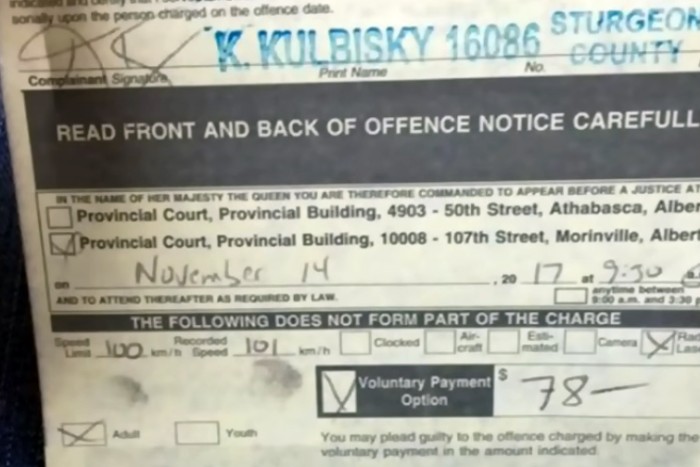 sonally upon the person charged on the offence date.
K. KULBISKY 16086 STURGEON
COUNTY
Complainant Signature Print Name No.
READ FRONT AND BACK OF OFFENCE NOTICE CAREFULL
IN THE NAME OF HER MAJESTY THE QUEEN YOU ARE THEREFORE COMMANDED TO APPEAR BEFORE A JUSTICE AT
Provincial Court, Provincial Building, 4903 - 50th Street, Athabasca, Alber
Provincial Court, Provincial Building, 10008 - 107th Street, Morinville, Albert
on November 14, 2017 at 9:30
AND TO ATTEND THEREAFTER AS REQUIRED BY LAW. anytime between
9:00 a.m. and 3:30 p
THE FOLLOWING DOES NOT FORM PART OF THE CHARGE
Speed Limit 100 km/h Recorded Speed 101 km/h Clocked Air-craft Esti-mated Camera Rad
Voluntary Payment Option $ 78-
Adult Youth You may plead guilty to the offence charged by making the
voluntary payment in the amount indicated.